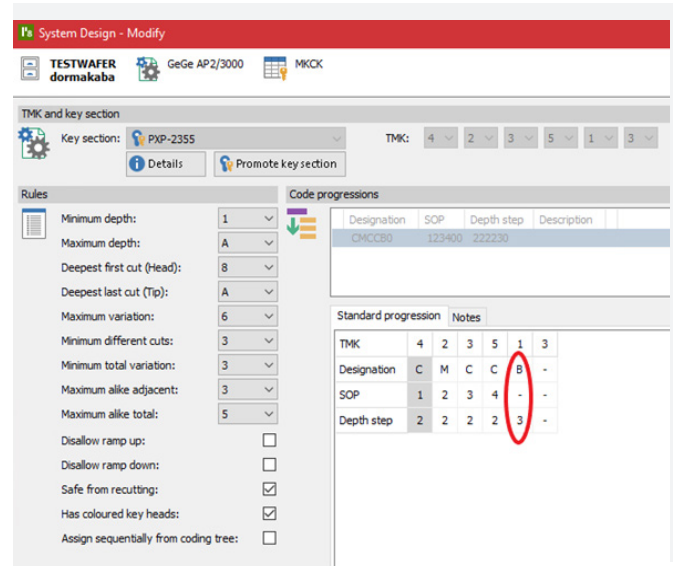 I's System Design - Modify
TESTWAFER
dormakaba
GeGe AP2/3000
MKCK
TMK and key section
Key section: PXP-2355 TMK: 4 2 3 5 1 3
Details Promote key section
Rules
Minimum depth: 1
Maximum depth: A
Deepest first cut (Head): 8
Deepest last cut (Tip): A
Maximum variation: 6
Minimum different cuts: 3
Minimum total variation: 3
Maximum alike adjacent: 3
Maximum alike total: 5
Disallow ramp up:
Disallow ramp down:
Safe from recutting:
Has coloured key heads:
Assign sequentially from coding tree:
Code progressions
Designation SOP Depth step Description
CMCCB0 123400 222230
Standard progression Notes
TMK 4 2 3 5 1 3
Designation C M C C B -
SOP 1 2 3 4 - -
Depth step 2 2 2 2 3 -